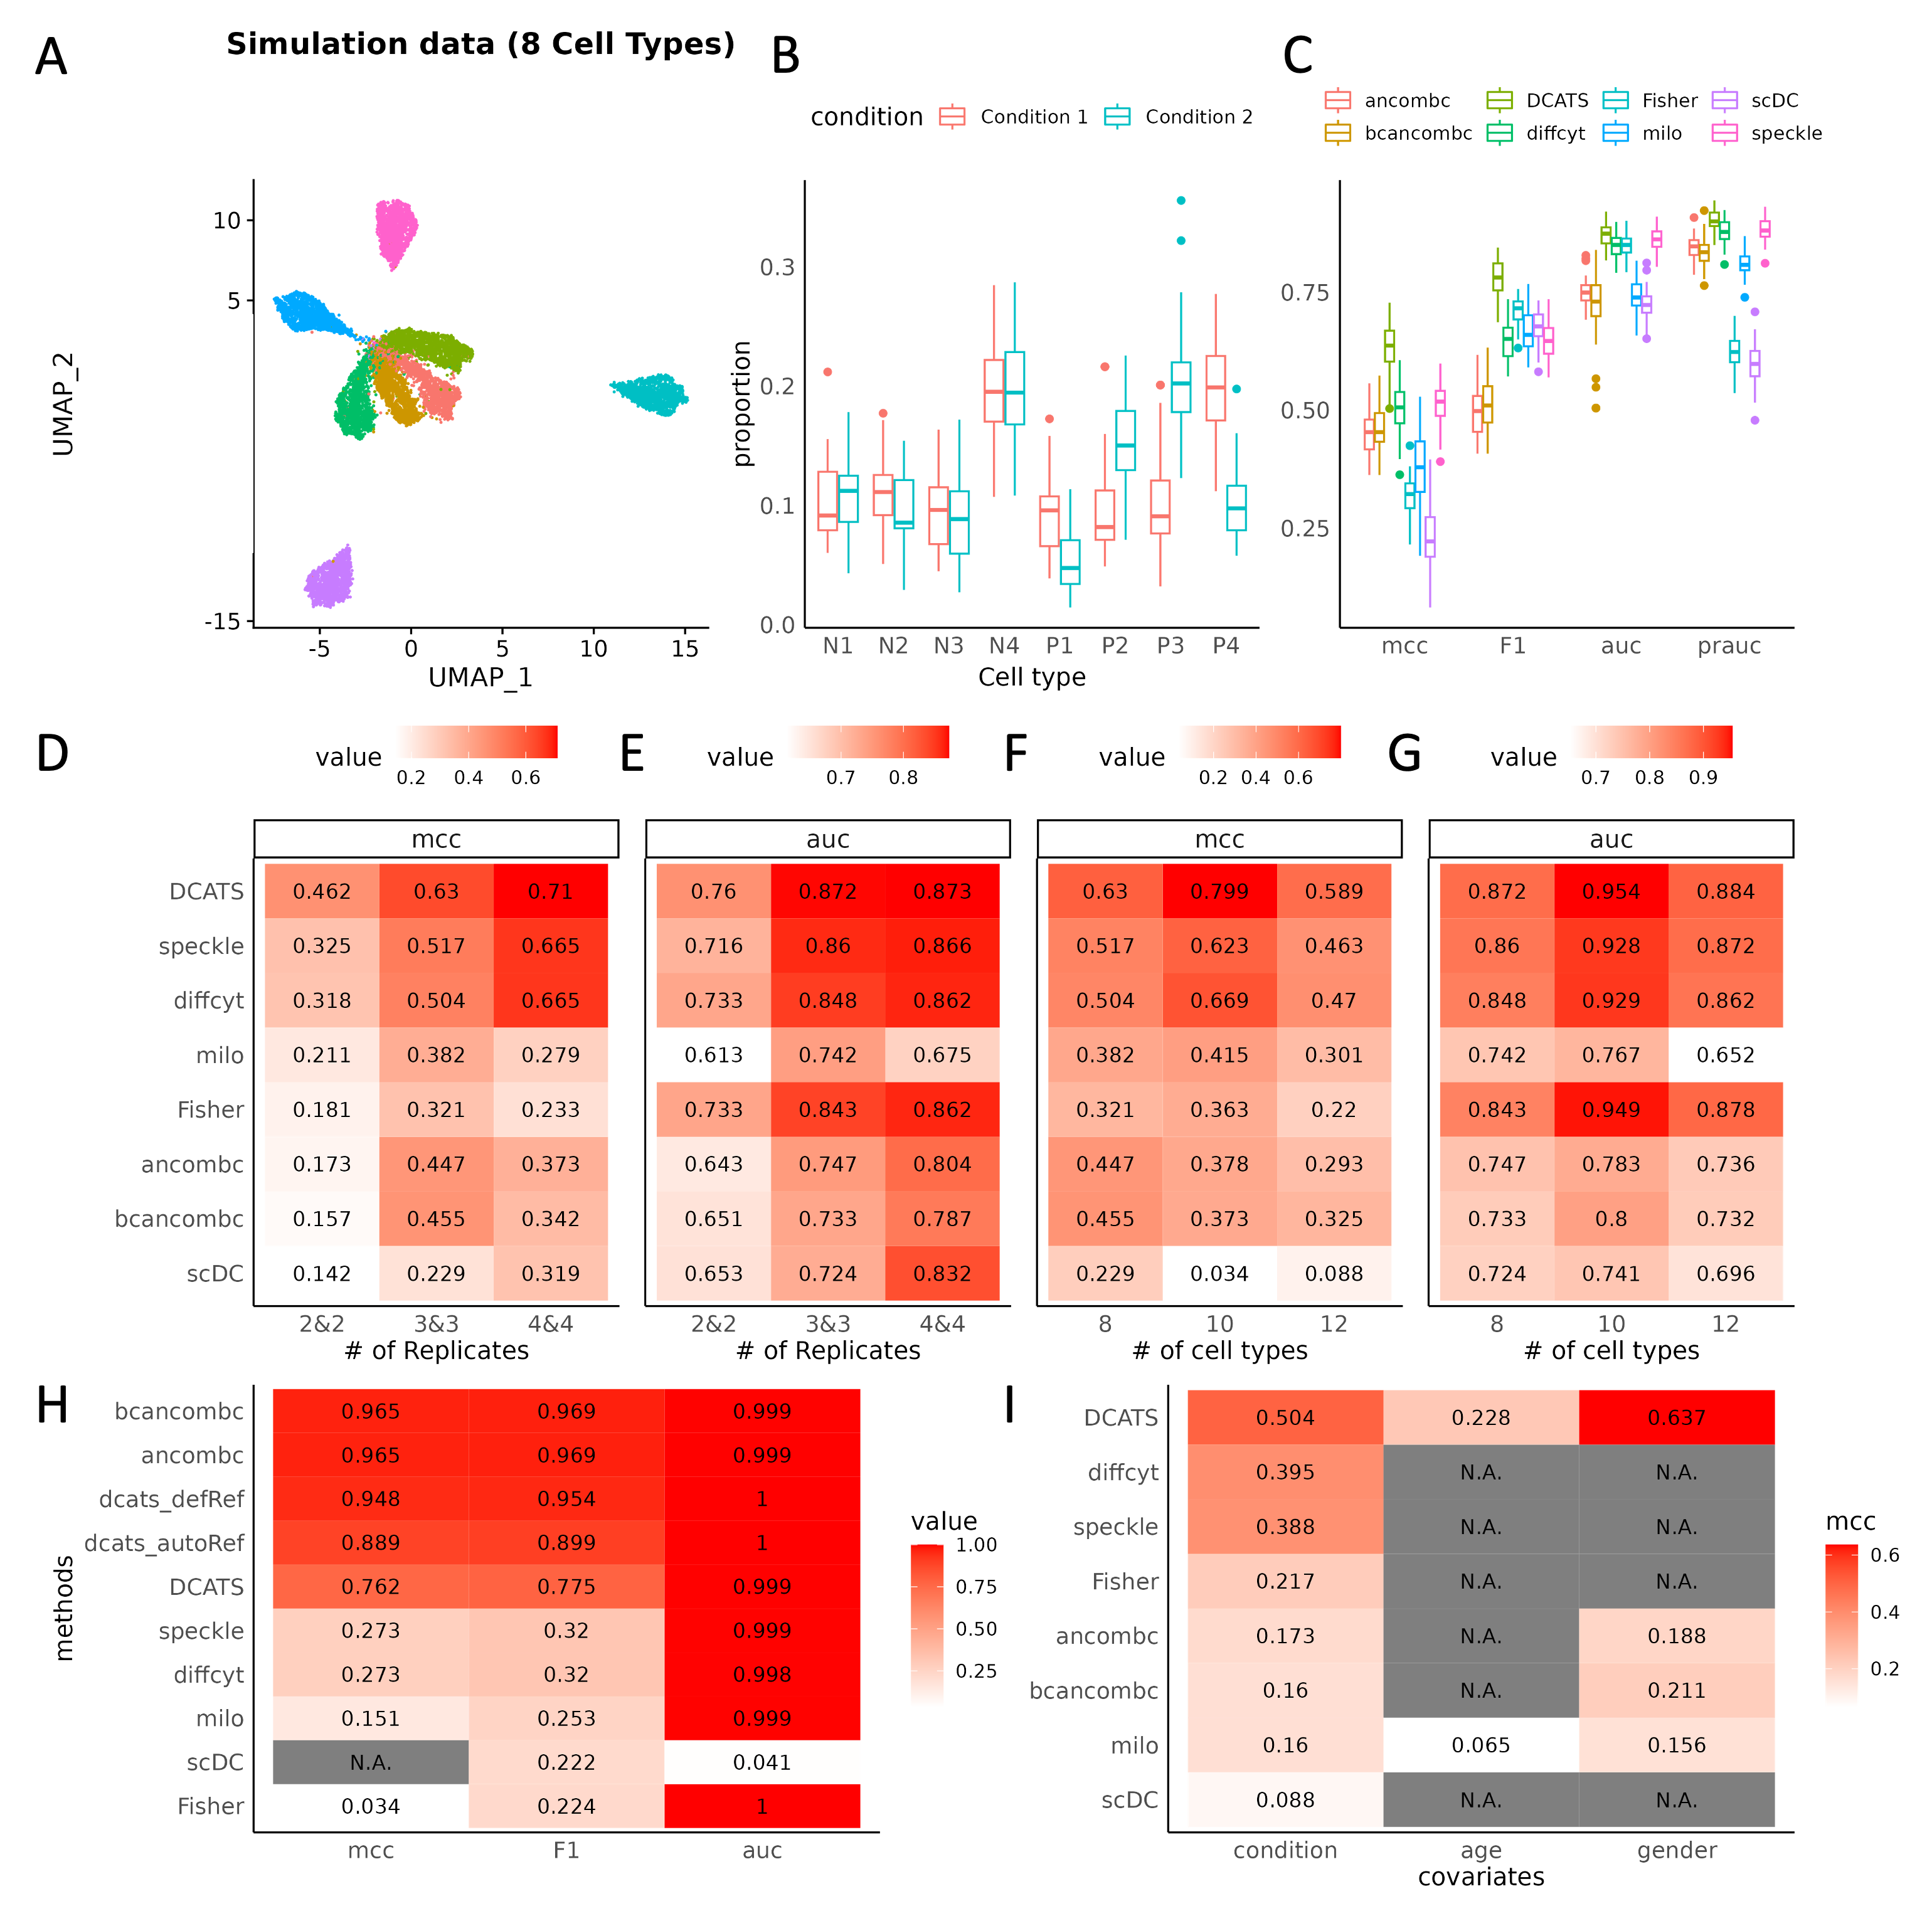 A
Simulation data (8 Cell Types)
10
5
-15
UMAP_2
-5 0 5 10 15
UMAP_1
B
condition Condition 1 Condition 2
0.3
0.2
0.1
0.0
proportion
N1 N2 N3 N4 P1 P2 P3 P4
Cell type
C
ancombc DCATS Fisher scDC
bcancombc diffcyt milo speckle
0.75
0.50
0.25
mcc F1 auc prauc
D
value 0.2 0.4 0.6
mcc
DCATS 0.462 0.63 0.71
speckle 0.325 0.517 0.665
diffcyt 0.318 0.504 0.665
milo 0.211 0.382 0.279
Fisher 0.181 0.321 0.233
ancombc 0.173 0.447 0.373
bcancombc 0.157 0.455 0.342
scDC 0.142 0.229 0.319
2&2 3&3 4&4
# of Replicates
E
value 0.7 0.8
auc
0.76 0.872 0.873
0.716 0.86 0.866
0.733 0.848 0.862
0.613 0.742 0.675
0.733 0.843 0.862
0.643 0.747 0.804
0.651 0.733 0.787
0.653 0.724 0.832
2&2 3&3 4&4
# of Replicates
F
value 0.2 0.4 0.6
mcc
0.63 0.799 0.589
0.517 0.623 0.463
0.504 0.669 0.47
0.382 0.415 0.301
0.321 0.363 0.22
0.447 0.378 0.293
0.455 0.373 0.325
0.229 0.034 0.088
8 10 12
# of cell types
G
value 0.7 0.8 0.9
auc
0.872 0.954 0.884
0.86 0.928 0.872
0.848 0.929 0.862
0.742 0.767 0.652
0.843 0.949 0.878
0.747 0.783 0.736
0.733 0.8 0.732
0.724 0.741 0.696
8 10 12
# of cell types
H
methods
bcancombc 0.965 0.969 0.999
ancombc 0.965 0.969 0.999
dcats_defRef 0.948 0.954 1
dcats_autoRef 0.889 0.899 1
DCATS 0.762 0.775 0.999
speckle 0.273 0.32 0.999
diffcyt 0.273 0.32 0.998
milo 0.151 0.253 0.999
scDC N.A. 0.222 0.041
Fisher 0.034 0.224 1
mcc F1 auc
value
1.00
0.75
0.50
0.25
I
DCATS 0.504 0.228 0.637
diffcyt 0.395 N.A. N.A.
speckle 0.388 N.A. N.A.
Fisher 0.217 N.A. N.A.
ancombc 0.173 N.A. 0.188
bcancombc 0.16 N.A. 0.211
milo 0.16 0.065 0.156
scDC 0.088 N.A. N.A.
condition age gender
covariates
mcc
0.6
0.4
0.2